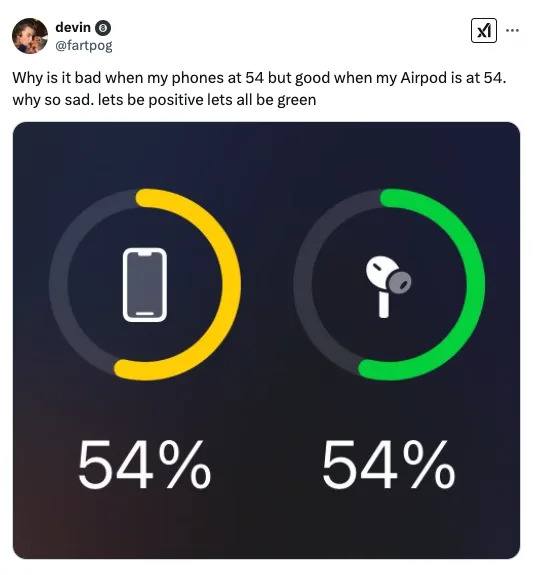 devin
@fartpog
Why is it bad when my phones at 54 but good when my Airpod is at 54.
why so sad. lets be positive lets all be green
54% 54%